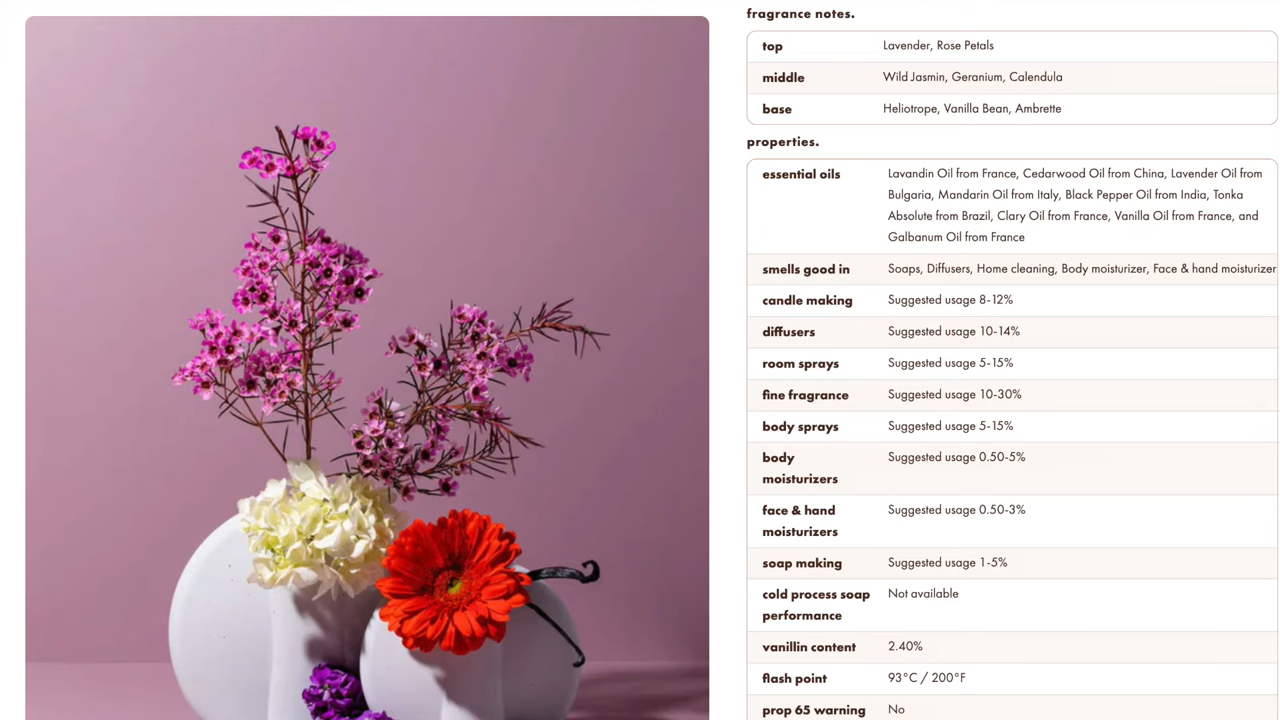 fragrance notes.
top Lavender, Rose Petals
middle Wild Jasmin, Geranium, Calendula
base Heliotrope, Vanilla Bean, Ambrette
properties.
essential oils Lavandin Oil from France, Cedarwood Oil from China, Lavender Oil from
Bulgaria, Mandarin Oil from Italy, Black Pepper Oil from India, Tonka
Absolute from Brazil, Clary Oil from France, Vanilla Oil from France, and
Galbanum Oil from France
smells good in Soaps, Diffusers, Home cleaning, Body moisturizer, Face & hand moisturizer
candle making Suggested usage 8-12%
diffusers Suggested usage 10-14%
room sprays Suggested usage 5-15%
fine fragrance Suggested usage 10-30%
body sprays Suggested usage 5-15%
body Suggested usage 0.50-5%
moisturizers
face & hand Suggested usage 0.50-3%
moisturizers
soap making Suggested usage 1-5%
cold process soap Not available
performance
vanillin content 2.40%
flash point 93°C / 200°F
prop 65 warning No